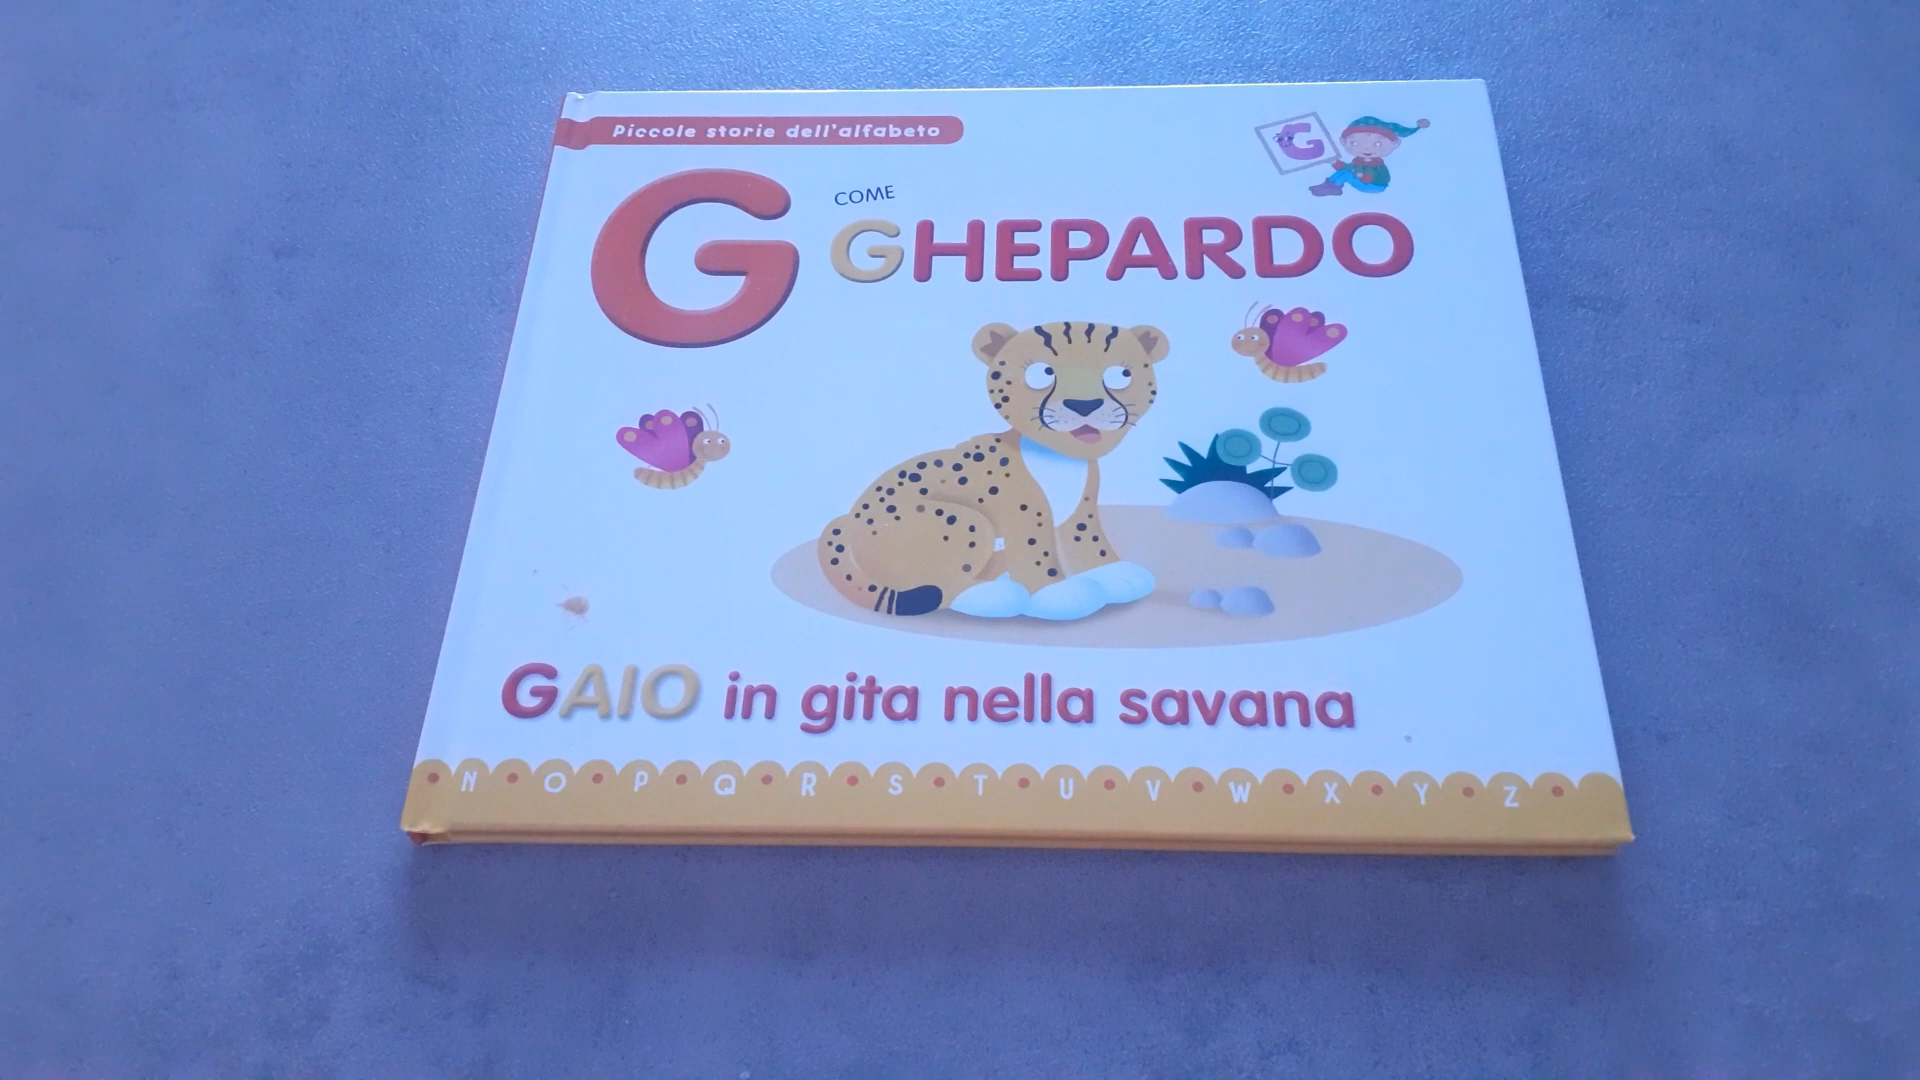 Piccole storie dell'alfabeto
G
G
COME
GHEPARDO
GAIO in gita nella savana
N O P Q R S T U V W X Y Z